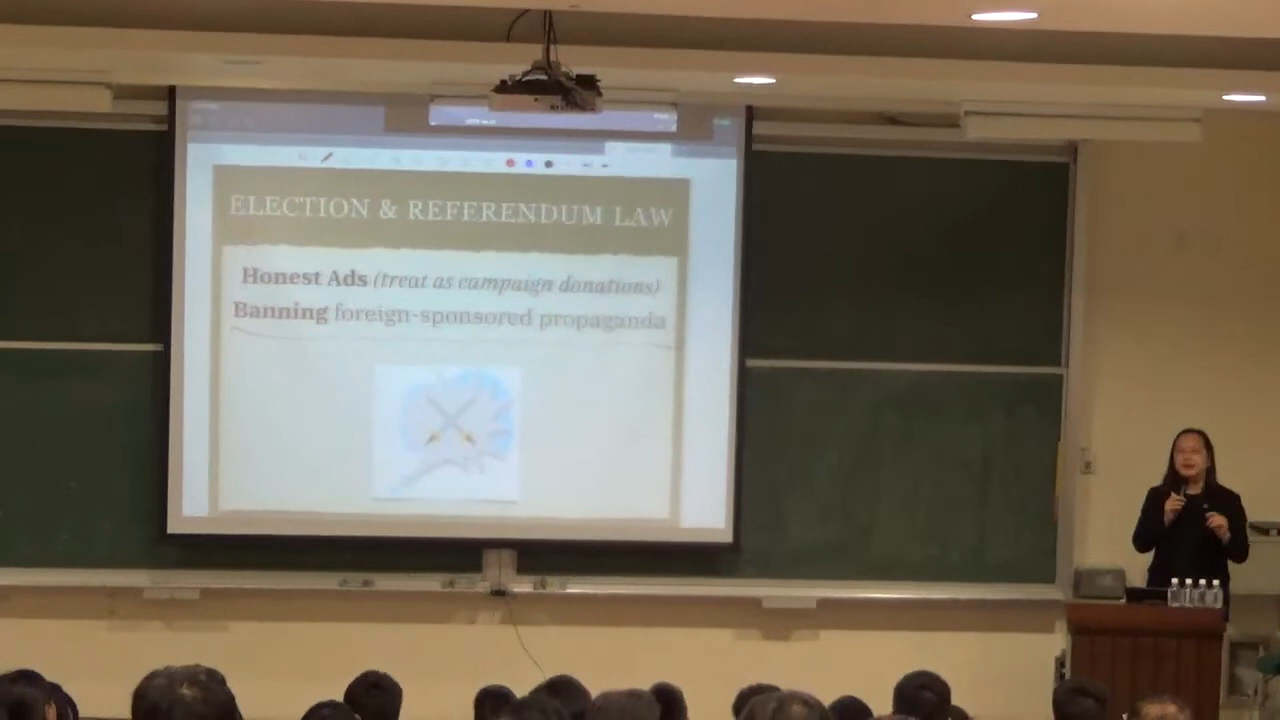 ELECTION & REFERENDUM LAW
Honest Ads (treat as campaign donations)
Banning foreign-sponsored propaganda